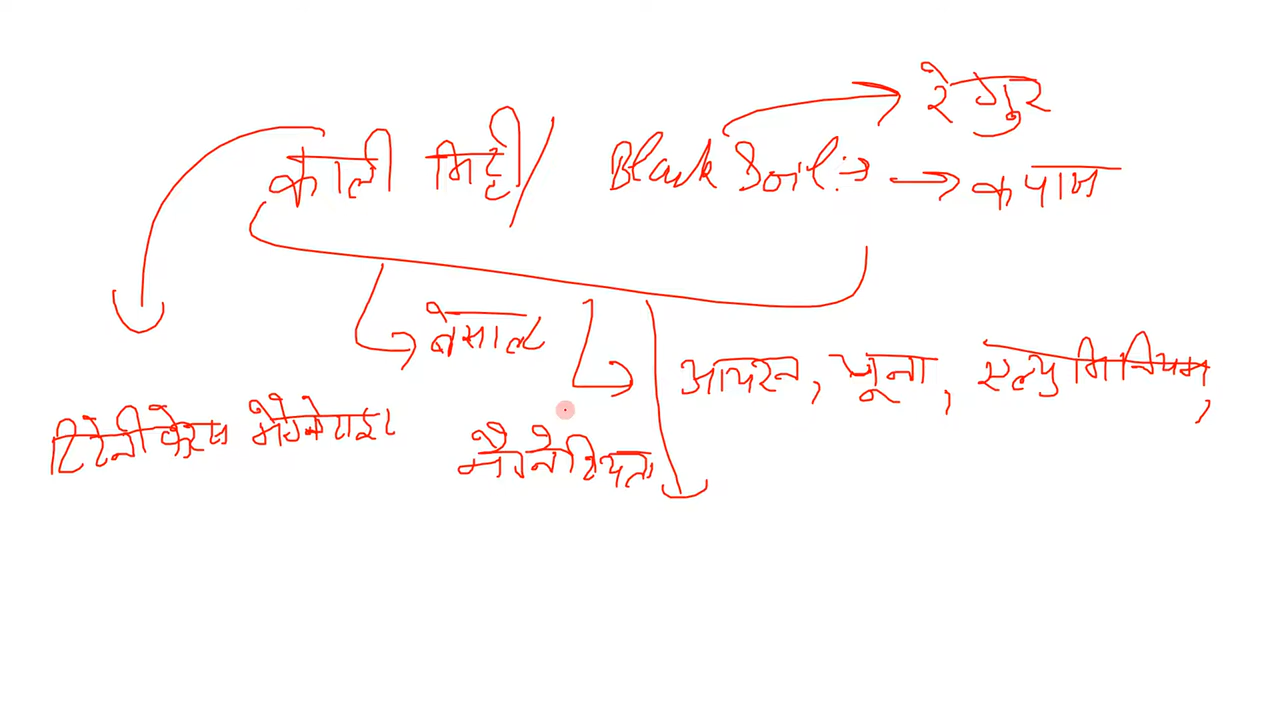 रेगुर
काली मिट्टी / Black Soil :→ → कपास
बेसाल्ट
आयरन, चूना, एल्युमिनियम,
टिटेनीफेरस मैग्नेटाइट
मैग्नेशियम